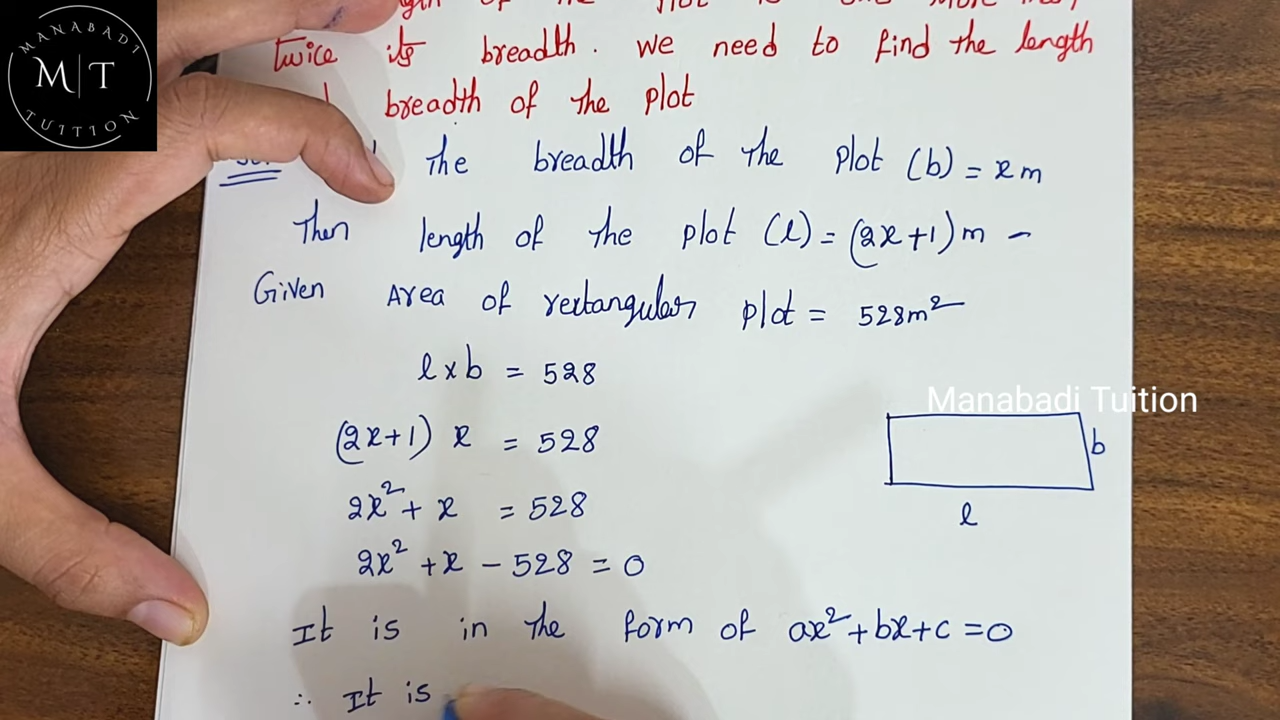 MANABADI
M|T
TUITION
twice its breadth. we need to find the length
breadth of the plot
the breadth of the plot (b) = x m
Then length of the plot (l) = (2x+1) m -
Given Area of rectangular plot = 528m²
l x b = 528
(2x+1) x = 528
2x² + x = 528
2x² + x - 528 = 0
It is in the form of ax²+bx+c=0
∴ It is
Manabadi Tuition
b
l